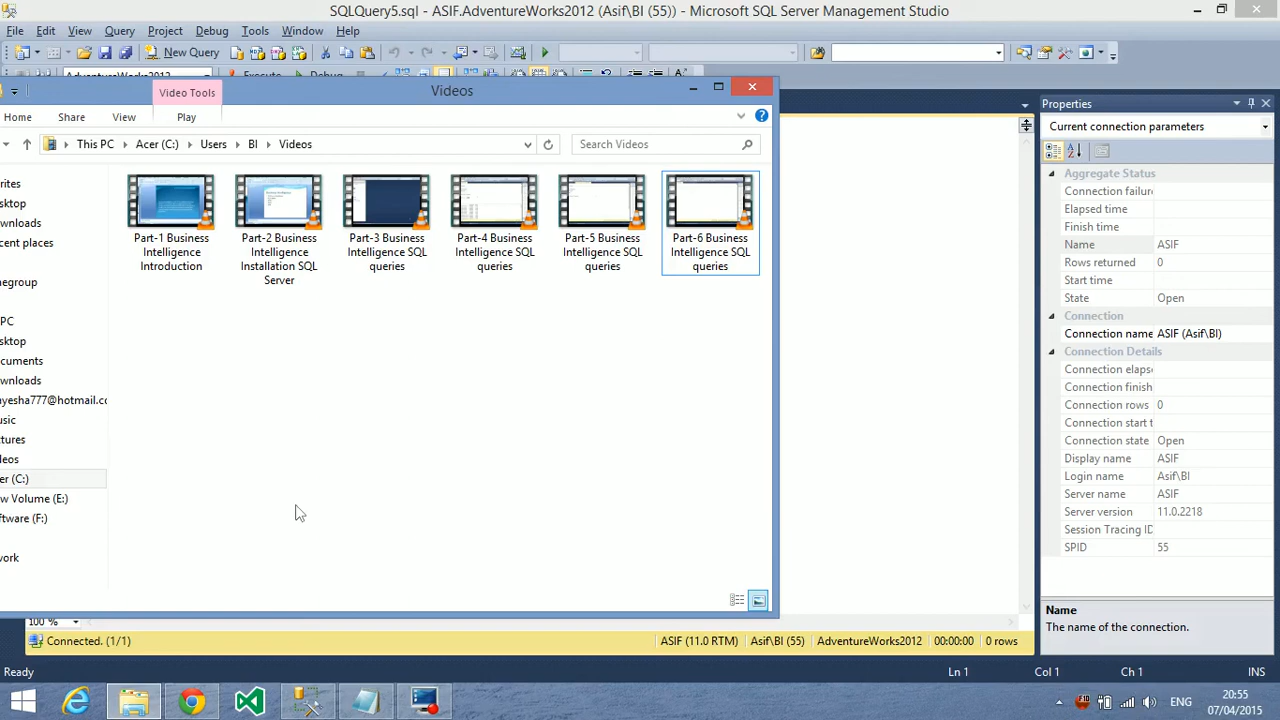 SQLQuery5.sql - ASIF.AdventureWorks2012 (Asif\BI (55)) - Microsoft SQL Server Management Studio
File Edit View Query Project Debug Tools Window Help
New Query
AdventureWorks2012 Execute Debug
Video Tools Videos
Home Share View Play
This PC Acer (C:) Users BI Videos Search Videos
Part-1 Business Intelligence Introduction
Part-2 Business Intelligence Installation SQL Server
Part-3 Business Intelligence SQL queries
Part-4 Business Intelligence SQL queries
Part-5 Business Intelligence SQL queries
Part-6 Business Intelligence SQL queries
rites
sktop
wnloads
cent places
megroup
PC
sktop
cuments
wnloads
yesha777@hotmail.co
usic
ctures
deos
er (C:)
w Volume (E:)
ftware (F:)
work
Properties
Current connection parameters
Aggregate Status
Connection failure
Elapsed time
Finish time
Name ASIF
Rows returned 0
Start time
State Open
Connection
Connection name ASIF (Asif\BI)
Connection Details
Connection elaps
Connection finish
Connection rows 0
Connection start t
Connection state Open
Display name ASIF
Login name Asif\BI
Server name ASIF
Server version 11.0.2218
Session Tracing ID
SPID 55
Name
The name of the connection.
100 %
Connected. (1/1) ASIF (11.0 RTM) Asif\BI (55) AdventureWorks2012 00:00:00 0 rows
Ready Ln 1 Col 1 Ch 1 INS
ENG 20:55
07/04/2015